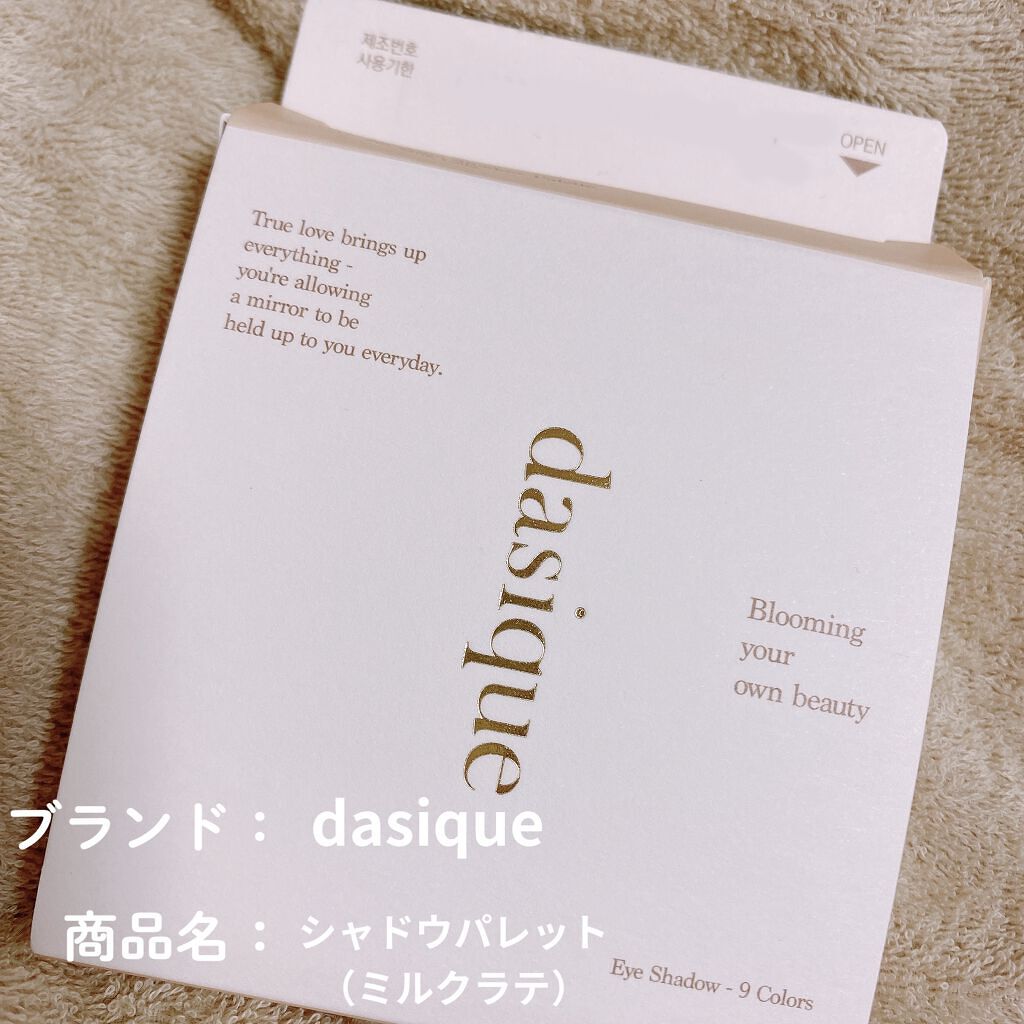 제조번호
사용기한
OPEN
True love brings up
everything -
you're allowing
a mirror to be
held up to you everyday.
dasique
Blooming
your
own beauty
ブランド： dasique
商品名： シャドウパレット
（ミルクラテ）
Eye Shadow - 9 Colors